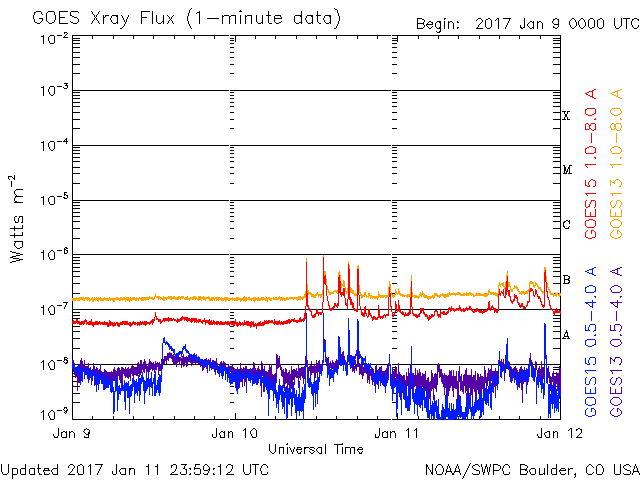 GOES Xray Flux (1-minute data)
Begin: 2017 Jan 9 0000 UTC
Watts m⁻²
10⁻²
10⁻³
10⁻⁴
10⁻⁵
10⁻⁶
10⁻⁷
10⁻⁸
10⁻⁹
X
M
C
B
A
GOES15 1.0-8.0 A
GOES13 1.0-8.0 A
GOES15 0.5-4.0 A
GOES13 0.5-4.0 A
Jan 9 Jan 10 Jan 11 Jan 12
Universal Time
Updated 2017 Jan 11 23:59:12 UTC
NOAA/SWPC Boulder, CO USA